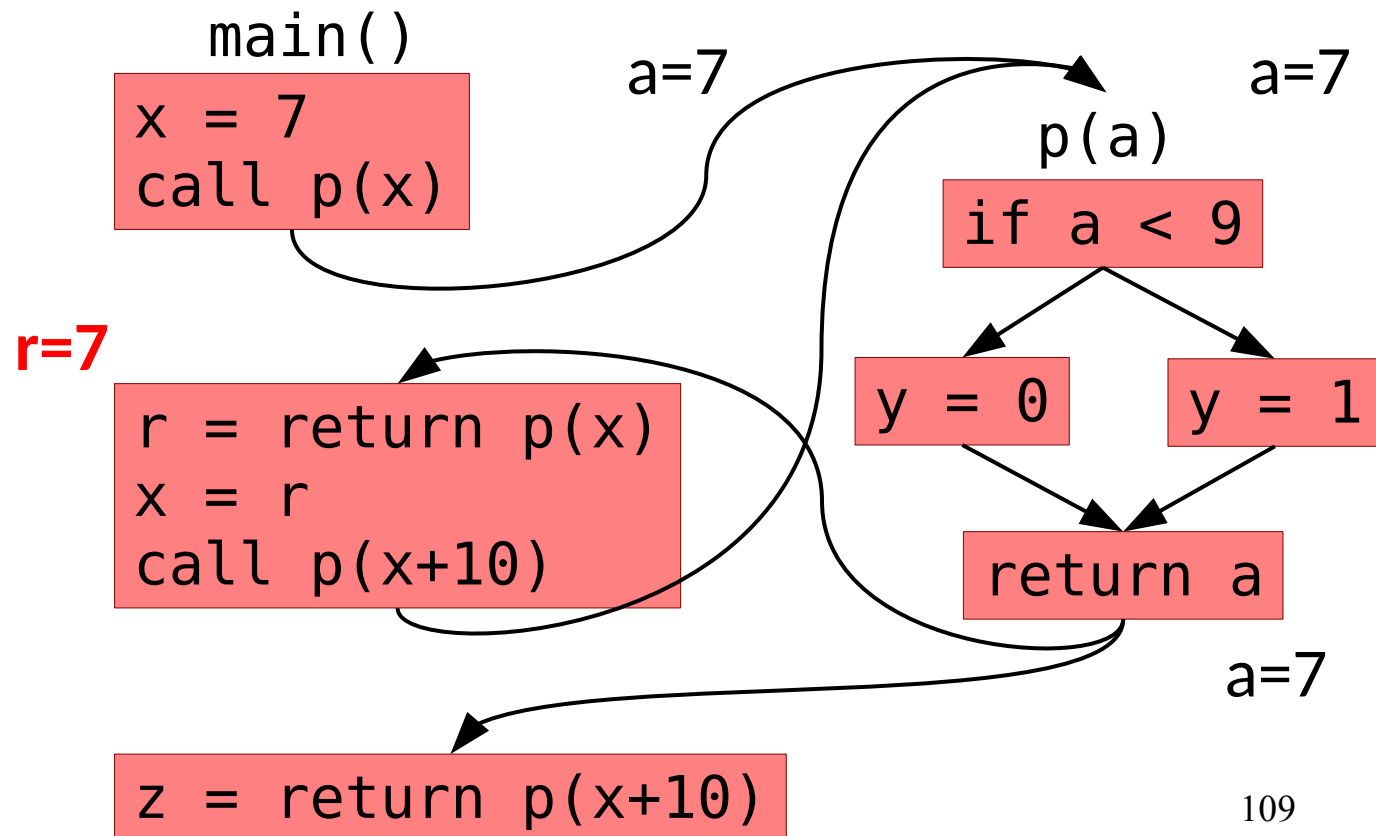 main()
x = 7
call p(x)
a=7
a=7
p(a)
if a < 9
y = 0
y = 1
return a
a=7
r=7
r = return p(x)
x = r
call p(x+10)
z = return p(x+10)
109